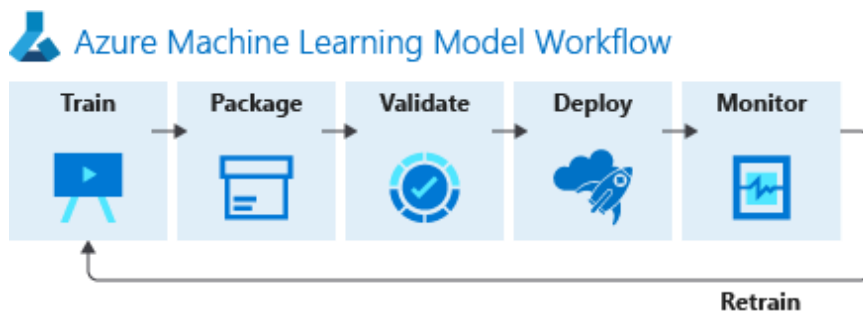 Azure Machine Learning Model Workflow
Train
Package
Validate
Deploy
Monitor
Retrain